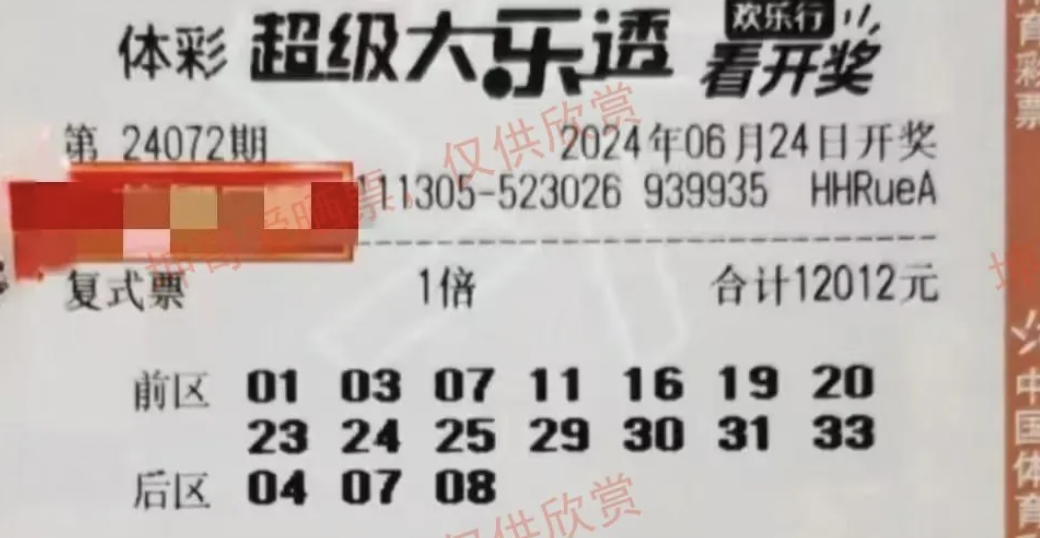 体彩 超级大乐透 欢乐行 看开奖
第 24072期 2024年06月24日开奖
111305-523026 939935 HHRueA
复式票 1倍 合计12012元
前区 01 03 07 11 16 19 20
23 24 25 29 30 31 33
后区 04 07 08
仅供欣赏
仅供欣赏
育彩票
中国体育